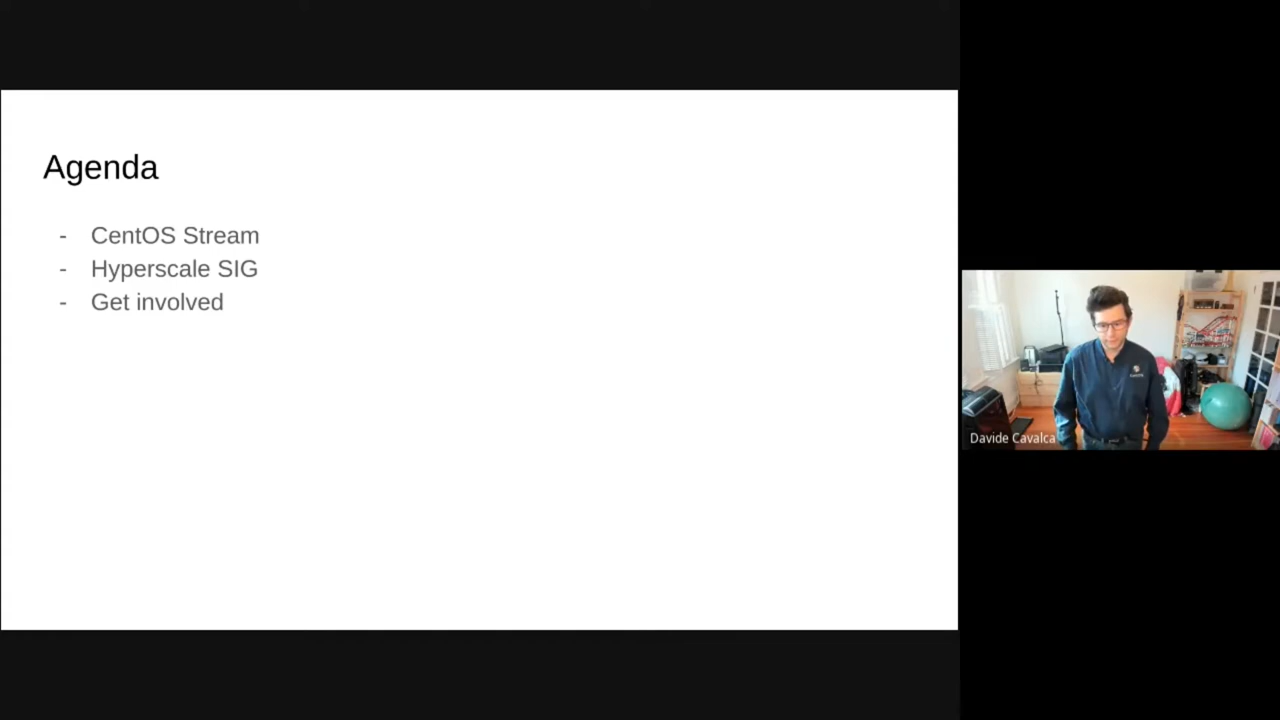 Agenda
- CentOS Stream
- Hyperscale SIG
- Get involved
Davide Cavalca